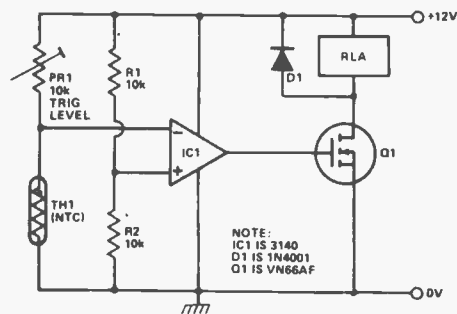 +12V
PR1
10k
TRIG
LEVEL
R1
10k
D1
RLA
IC1
Q1
TH1
(NTC)
R2
10k
NOTE:
IC1 IS 3140
D1 IS 1N4001
Q1 IS VN66AF
0V